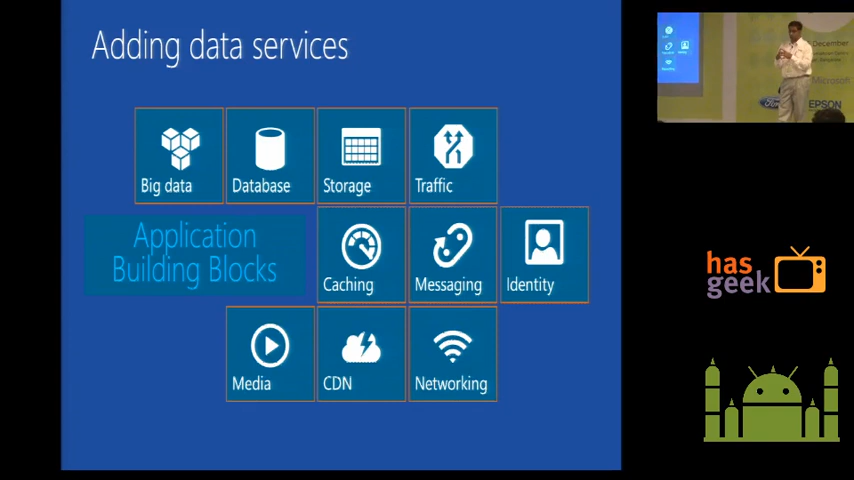 Adding data services
Big data
Database
Storage
Traffic
Application
Building Blocks
Caching
Messaging
Identity
Media
CDN
Networking
December
Microsoft
Ford
EPSON
has
geek